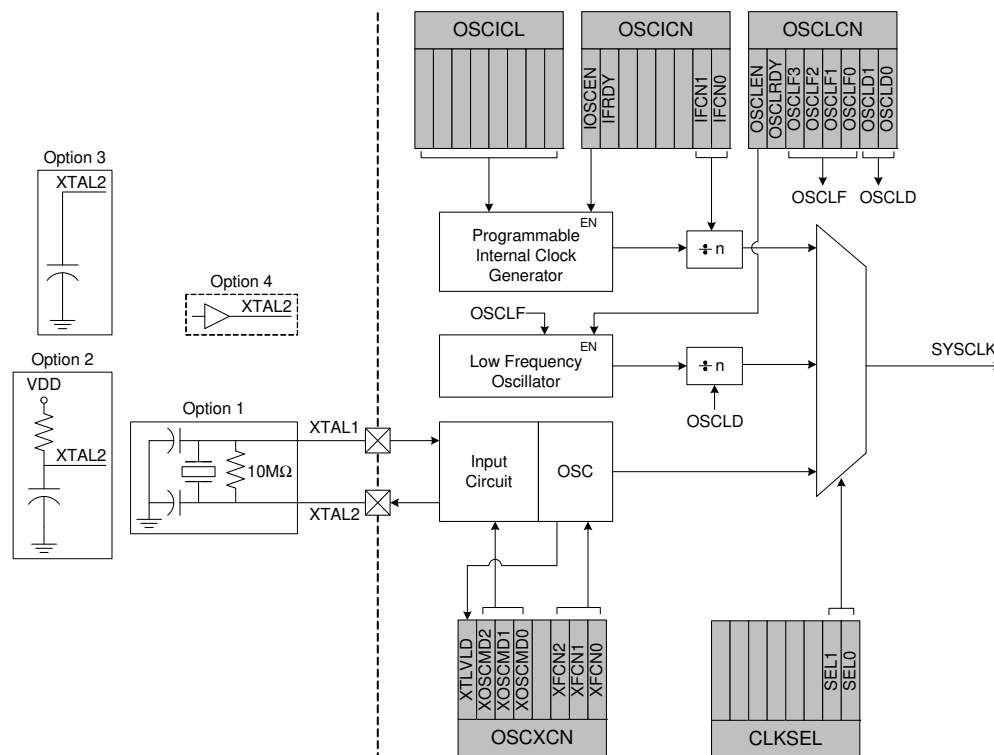 OSCICL
OSCICN
OSCLCN
IOSCEN
IFRDY
IFCN1
IFCN0
OSCLEN
OSCLRDY
OSCLF3
OSCLF2
OSCLF1
OSCLF0
OSCLD1
OSCLD0
OSCLF
OSCLD
Option 3
XTAL2
Option 4
XTAL2
EN
Programmable
Internal Clock
Generator
÷ n
OSCLF
EN
Low Frequency
Oscillator
÷ n
OSCLD
SYSCLK
Option 2
VDD
XTAL2
Option 1
10MΩ
XTAL1
XTAL2
Input
Circuit
OSC
XTLVLD
XOSCMD2
XOSCMD1
XOSCMD0
XFCN2
XFCN1
XFCN0
OSCXCN
SEL1
SEL0
CLKSEL